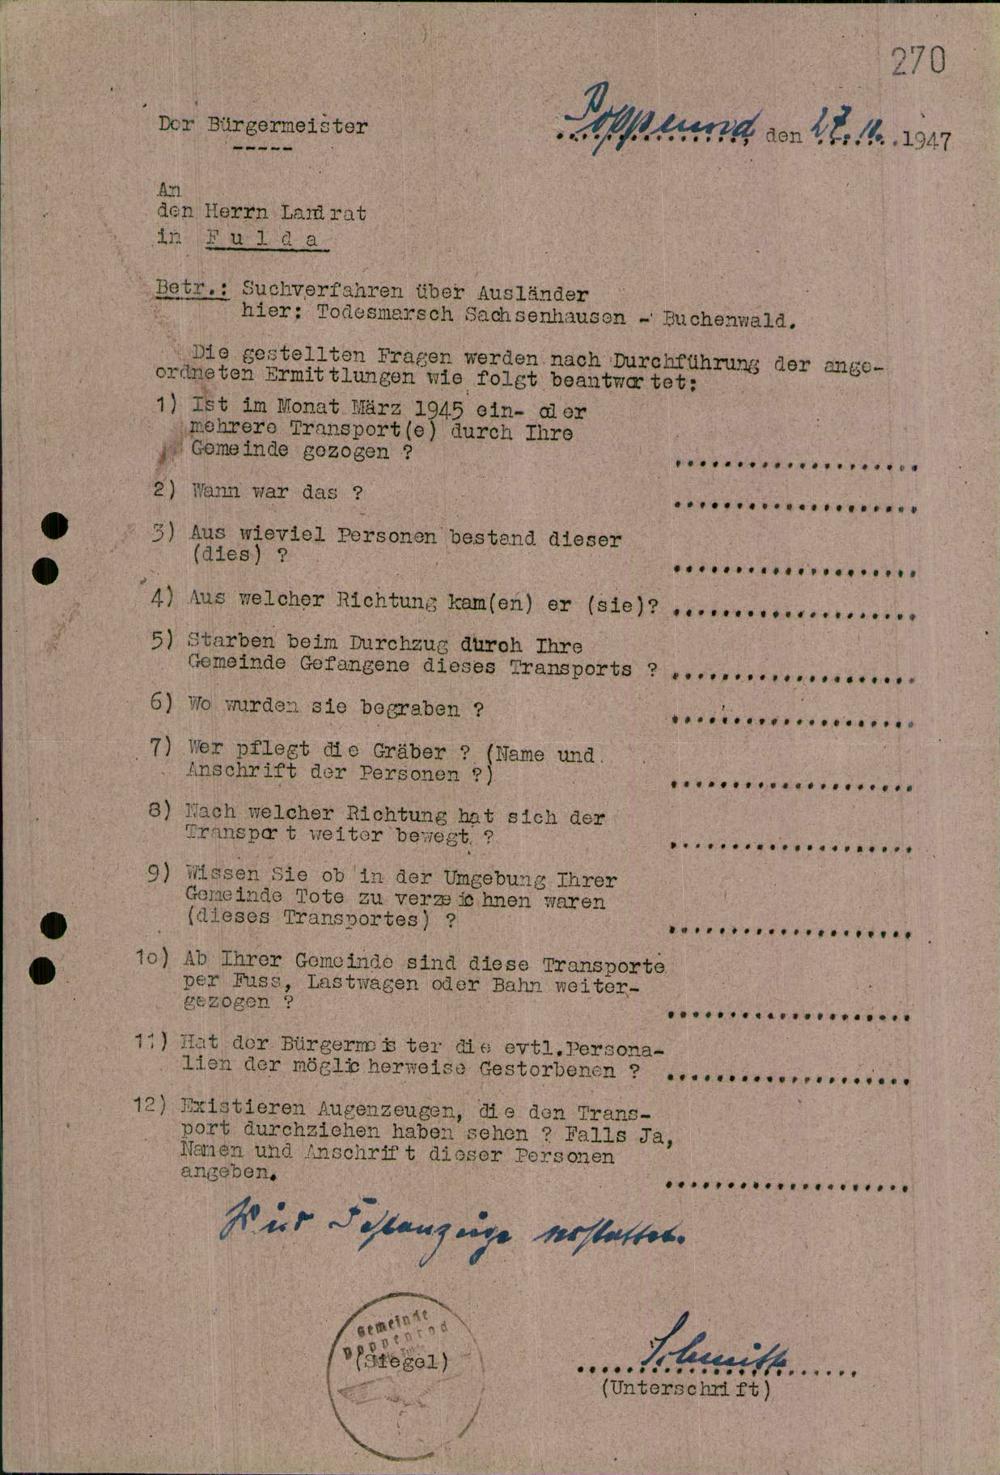 270
Der Bürgermeister
-----
Poppenrod, den 27.10.1947
An
den Herrn Landrat
in Fulda
Betr.: Suchverfahren über Ausländer
hier: Todesmarsch Sachsenhausen - Buchenwald.
Die gestellten Fragen werden nach Durchführung der ange-
ordneten Ermittlungen wie folgt beantwortet:
1) Ist im Monat März 1945 ein- oder
mehrere Transport(e) durch Ihre
Gemeinde gezogen ? ....................
2) Wann war das ? ....................
3) Aus wieviel Personen bestand dieser
(dies) ? ....................
4) Aus welcher Richtung kam(en) er (sie)? ....................
5) Starben beim Durchzug durch Ihre
Gemeinde Gefangene dieses Transports ? ....................
6) Wo wurden sie begraben ? ....................
7) Wer pflegt die Gräber ? (Name und
Anschrift der Personen ?) ....................
8) Nach welcher Richtung hat sich der
Transport weiter bewegt ? ....................
9) Wissen Sie ob in der Umgebung Ihrer
Gemeinde Tote zu verzeichnen waren
(dieses Transportes) ? ....................
10) Ab Ihrer Gemeinde sind diese Transporte
per Fuss, Lastwagen oder Bahn weiter-
gezogen ? ....................
11) Hat der Bürgermeister die evtl.Persona-
lien der möglicherweise Gestorbenen ? ....................
12) Existieren Augenzeugen, die den Trans-
port durchziehen haben sehen ? Falls Ja,
Namen und Anschrift dieser Personen
angeben. ....................
Wird Fehlanzeige erstattet.
Gemeinde
Poppenrod
(Siegel)
Schmitt
(Unterschrift)